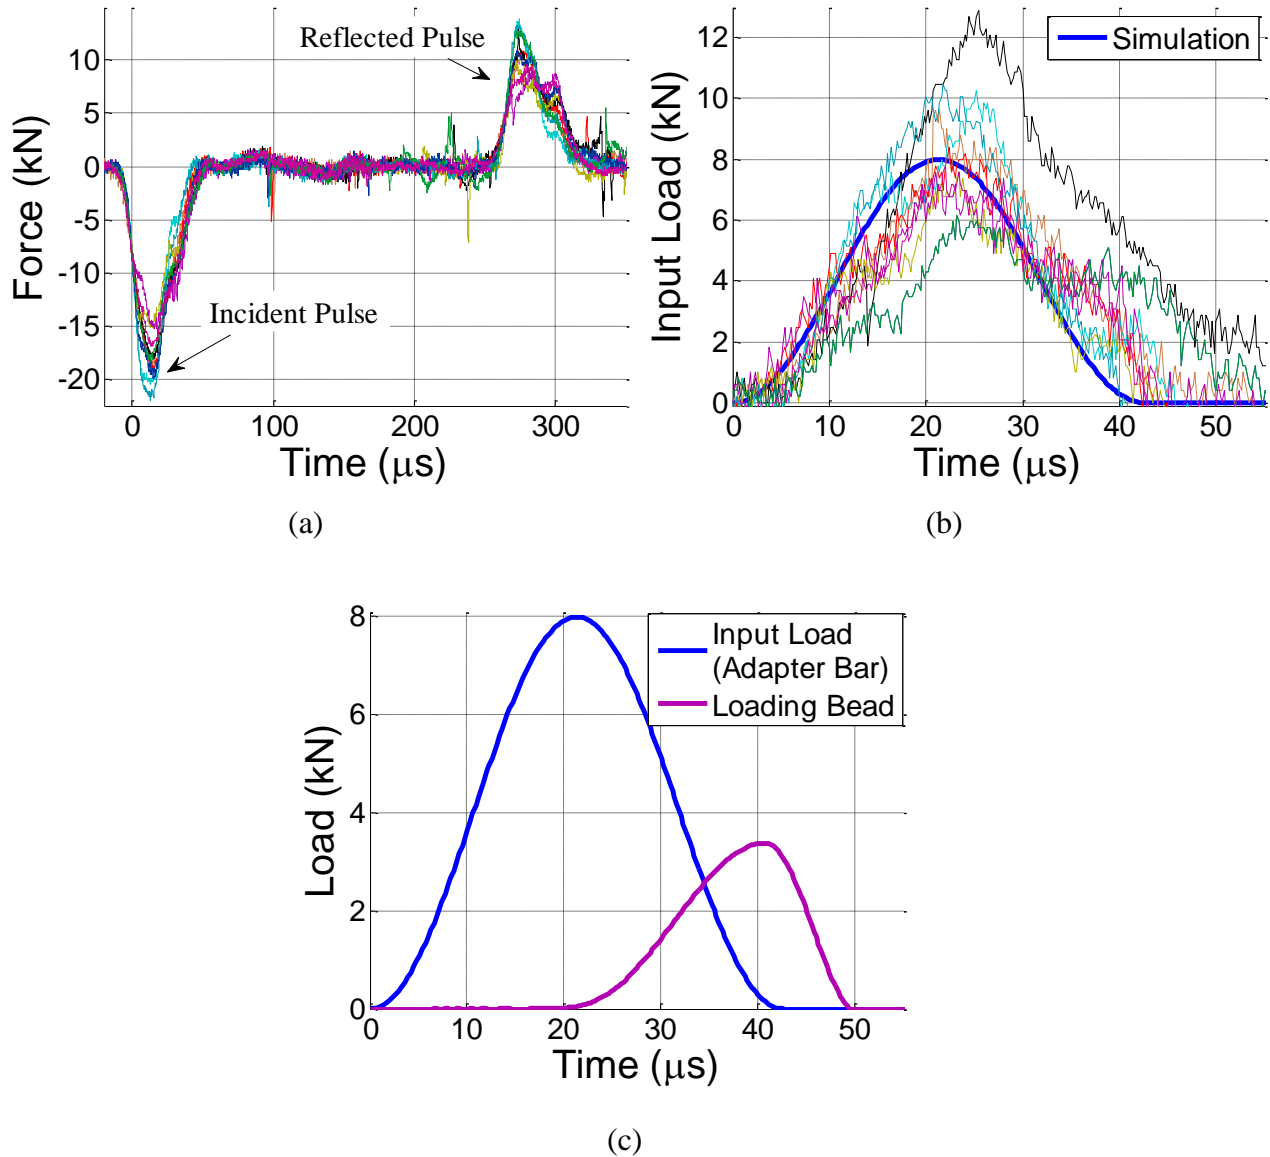 10
5
0
-5
-10
-15
-20
Force (kN)
Reflected Pulse
Incident Pulse
0
100
200
300
Time (μs)
(a)
12
10
8
6
4
2
0
Input Load (kN)
Simulation
0
10
20
30
40
50
Time (μs)
(b)
8
6
4
2
0
Load (kN)
Input Load
(Adapter Bar)
Loading Bead
0
10
20
30
40
50
Time (μs)
(c)